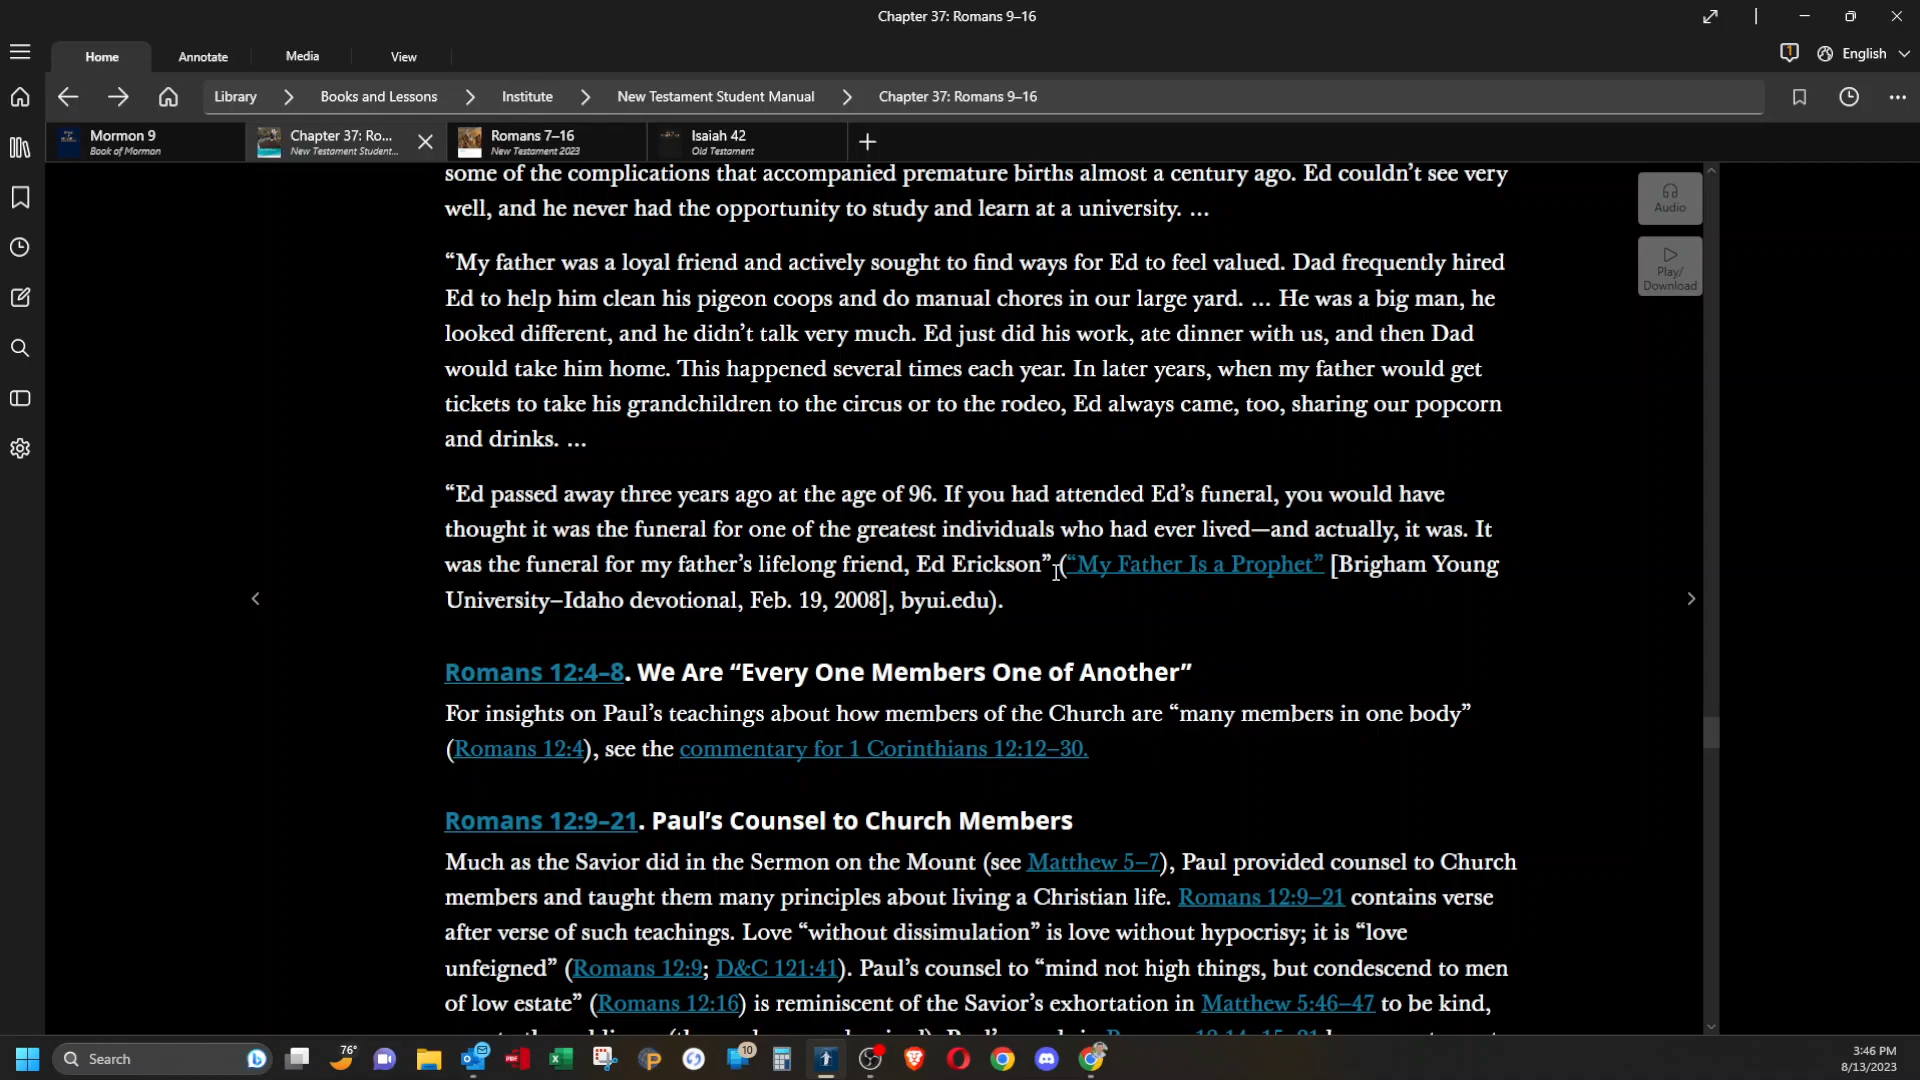 Chapter 37: Romans 9–16
Home
Annotate
Media
View
1
English
Library
Books and Lessons
Institute
New Testament Student Manual
Chapter 37: Romans 9–16
Mormon 9
Book of Mormon
Chapter 37: Ro...
New Testament Student...
Romans 7–16
New Testament 2023
Isaiah 42
Old Testament
some of the complications that accompanied premature births almost a century ago. Ed couldn’t see very
well, and he never had the opportunity to study and learn at a university. …
“My father was a loyal friend and actively sought to find ways for Ed to feel valued. Dad frequently hired
Ed to help him clean his pigeon coops and do manual chores in our large yard. … He was a big man, he
looked different, and he didn’t talk very much. Ed just did his work, ate dinner with us, and then Dad
would take him home. This happened several times each year. In later years, when my father would get
tickets to take his grandchildren to the circus or to the rodeo, Ed always came, too, sharing our popcorn
and drinks. …
“Ed passed away three years ago at the age of 96. If you had attended Ed’s funeral, you would have
thought it was the funeral for one of the greatest individuals who had ever lived—and actually, it was. It
was the funeral for my father’s lifelong friend, Ed Erickson” (“My Father Is a Prophet” [Brigham Young
University–Idaho devotional, Feb. 19, 2008], byui.edu).
Romans 12:4–8. We Are “Every One Members One of Another”
For insights on Paul’s teachings about how members of the Church are “many members in one body”
(Romans 12:4), see the commentary for 1 Corinthians 12:12–30.
Romans 12:9–21. Paul’s Counsel to Church Members
Much as the Savior did in the Sermon on the Mount (see Matthew 5–7), Paul provided counsel to Church
members and taught them many principles about living a Christian life. Romans 12:9–21 contains verse
after verse of such teachings. Love “without dissimulation” is love without hypocrisy; it is “love
unfeigned” (Romans 12:9; D&C 121:41). Paul’s counsel to “mind not high things, but condescend to men
of low estate” (Romans 12:16) is reminiscent of the Savior’s exhortation in Matthew 5:46–47 to be kind,
Audio
Play/
Download
Search
76°
PDF
10
3:46 PM
8/13/2023